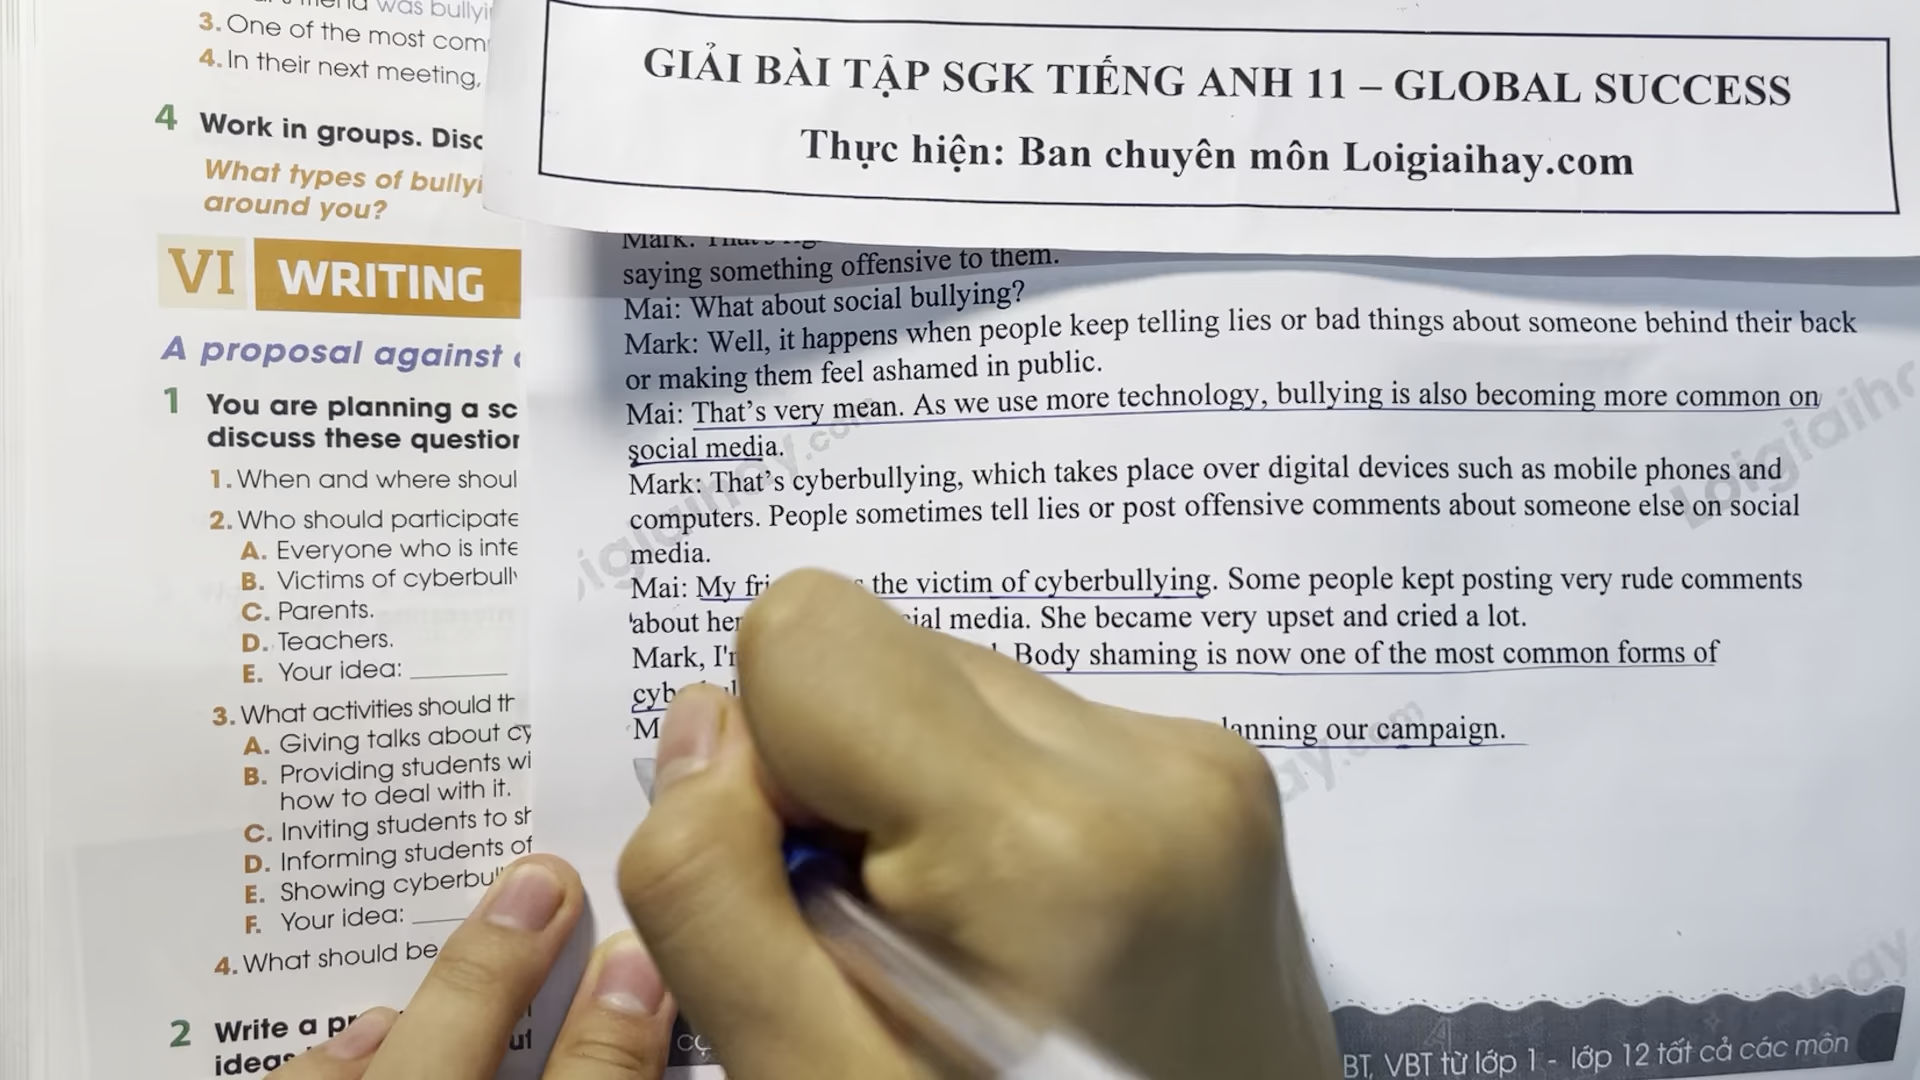 was bullyi
3. One of the most com
4. In their next meeting,
4 Work in groups. Disc
What types of bullyi
around you?
VI WRITING
A proposal against
1 You are planning a sc
discuss these question
1. When and where shoul
2. Who should participate
A. Everyone who is inte
B. Victims of cyberbully
C. Parents.
D. Teachers.
E. Your idea:
3. What activities should th
A. Giving talks about cy
B. Providing students wi
how to deal with it.
C. Inviting students to sh
D. Informing students of
E. Showing cyberbul
F. Your idea:
4. What should be
2 Write a pr
ideas
GIẢI BÀI TẬP SGK TIẾNG ANH 11 – GLOBAL SUCCESS
Thực hiện: Ban chuyên môn Loigiaihay.com
Mark: That's
saying something offensive to them.
Mai: What about social bullying?
Mark: Well, it happens when people keep telling lies or bad things about someone behind their back
or making them feel ashamed in public.
Mai: That's very mean. As we use more technology, bullying is also becoming more common on
social media.
Mark: That's cyberbullying, which takes place over digital devices such as mobile phones and
computers. People sometimes tell lies or post offensive comments about someone else on social
media.
Mai: My fri the victim of cyberbullying. Some people kept posting very rude comments
about her cial media. She became very upset and cried a lot.
Mark, I'm Body shaming is now one of the most common forms of
cyb
M lanning our campaign.
BT, VBT từ lớp 1 - lớp 12 tất cả các môn